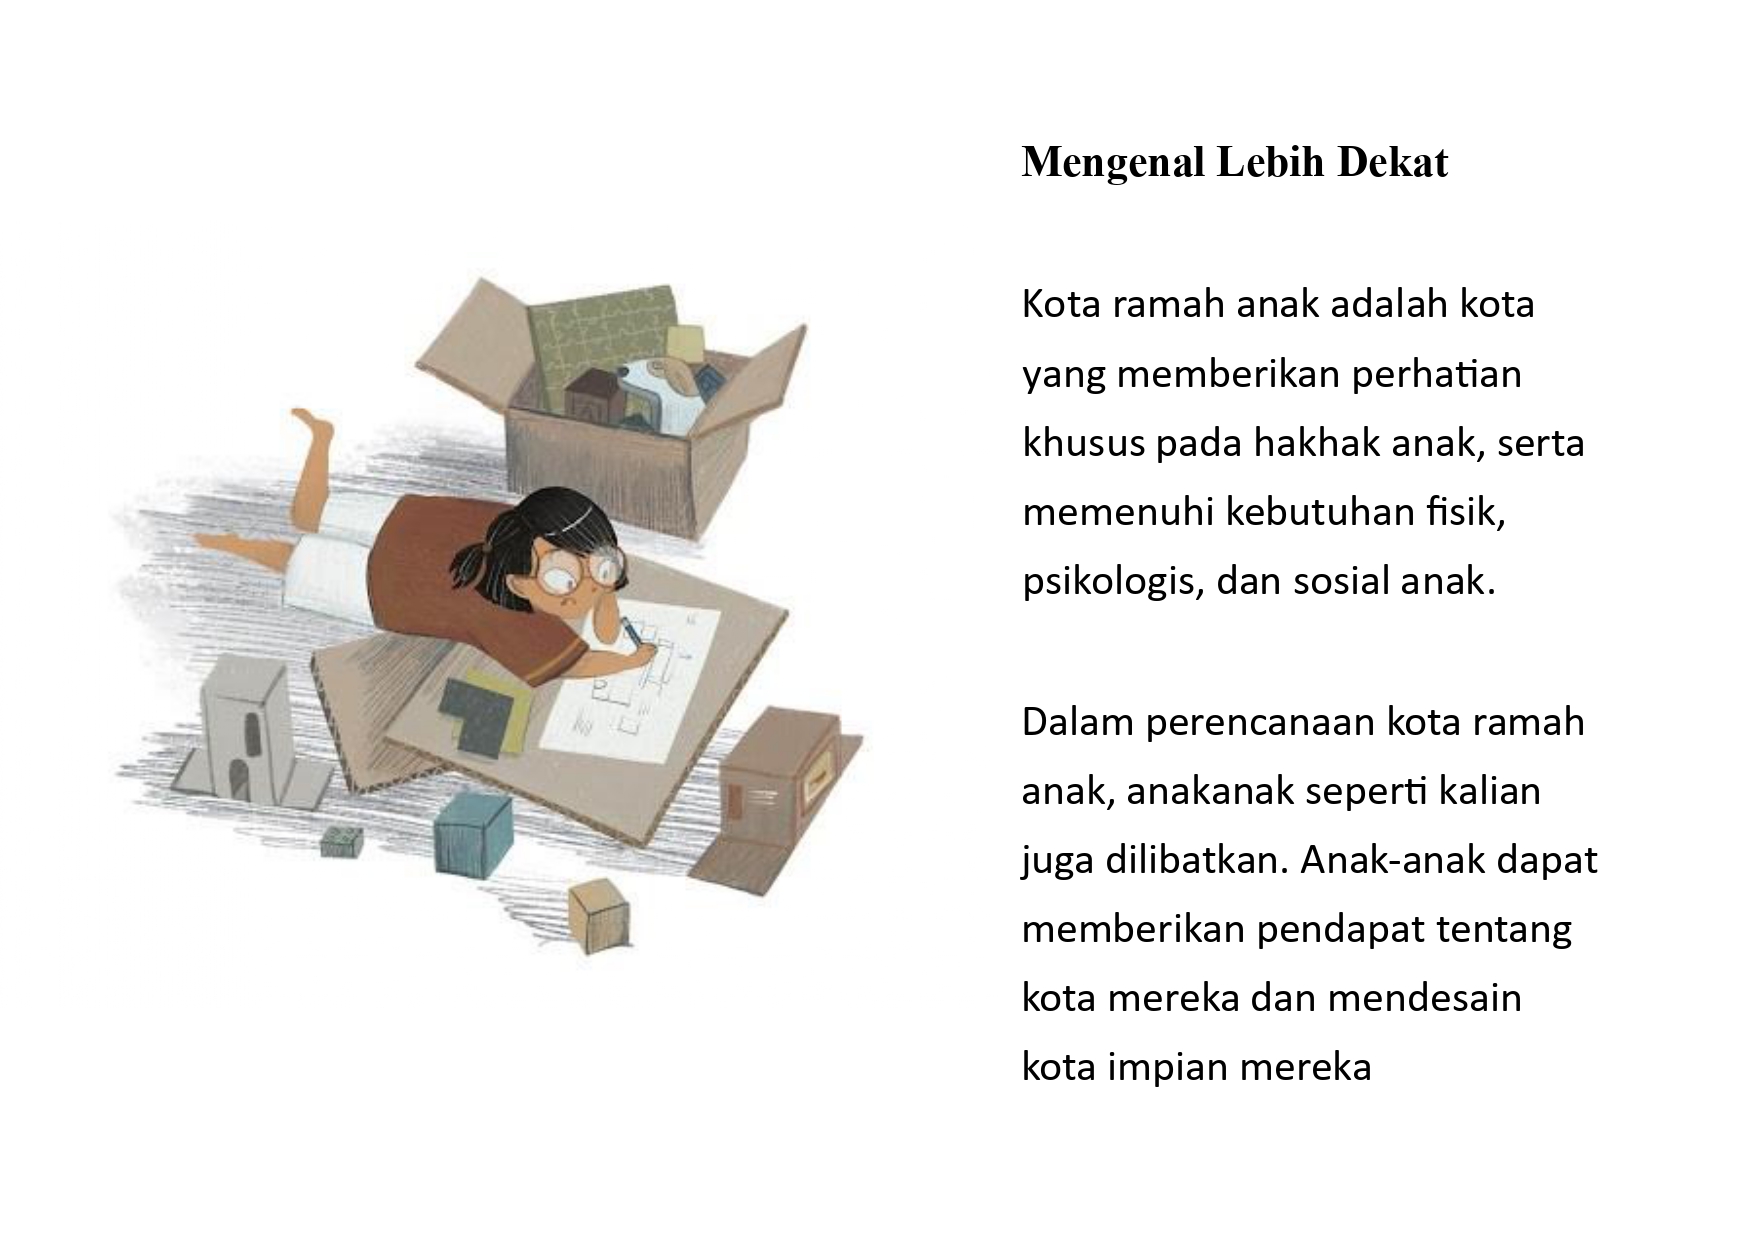 Mengenal Lebih Dekat
Kota ramah anak adalah kota
yang memberikan perhatian
khusus pada hakhak anak, serta
memenuhi kebutuhan fisik,
psikologis, dan sosial anak.
Dalam perencanaan kota ramah
anak, anakanak seperti kalian
juga dilibatkan. Anak-anak dapat
memberikan pendapat tentang
kota mereka dan mendesain
kota impian mereka